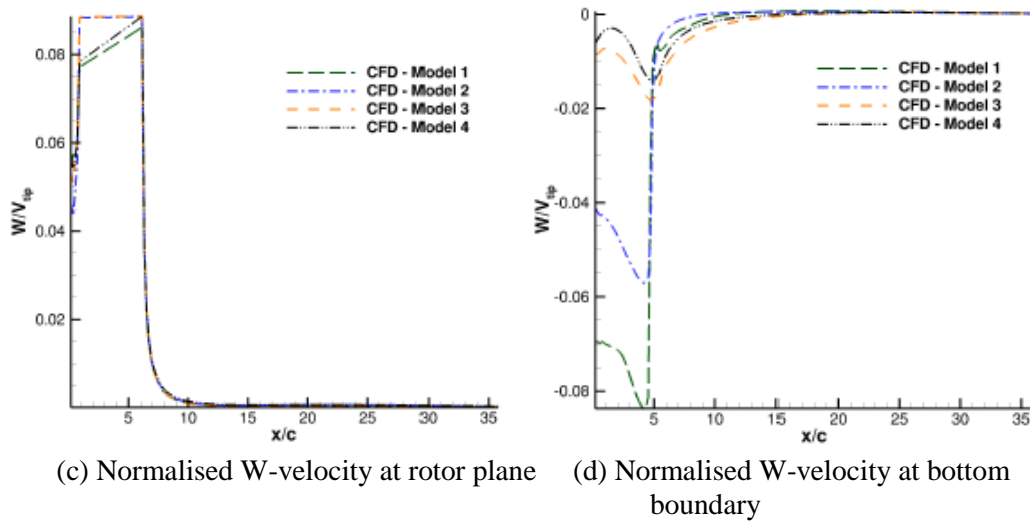 0.08
0.06
0.04
0.02
W/Vtip
5 10 15 20 25 30 35
x/c
CFD - Model 1
CFD - Model 2
CFD - Model 3
CFD - Model 4
0
-0.02
-0.04
-0.06
-0.08
W/Vtip
5 10 15 20 25 30 35
x/c
CFD - Model 1
CFD - Model 2
CFD - Model 3
CFD - Model 4
(c) Normalised W-velocity at rotor plane
(d) Normalised W-velocity at bottom
boundary